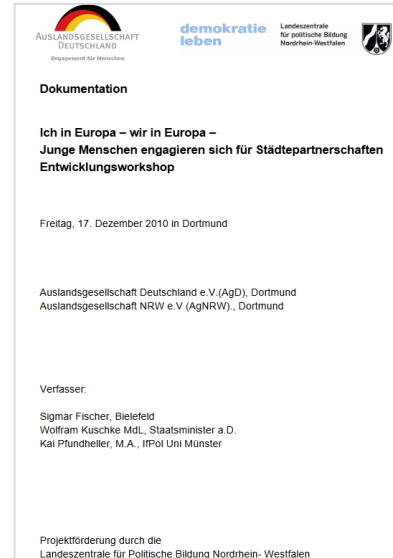 AUSLANDSGESELLSCHAFT
DEUTSCHLAND
Engagement für Menschen
demokratie
leben
Landeszentrale
für politische Bildung
Nordrhein-Westfalen
Dokumentation
Ich in Europa – wir in Europa –
Junge Menschen engagieren sich für Städtepartnerschaften
Entwicklungsworkshop
Freitag, 17. Dezember 2010 in Dortmund
Auslandsgesellschaft Deutschland e.V.(AgD), Dortmund
Auslandsgesellschaft NRW e.V (AgNRW)., Dortmund
Verfasser:
Sigmar Fischer, Bielefeld
Wolfram Kuschke MdL, Staatsminister a.D.
Kai Pfundheller, M.A., IfPol Uni Münster
Projektförderung durch die
Landeszentrale für Politische Bildung Nordrhein- Westfalen